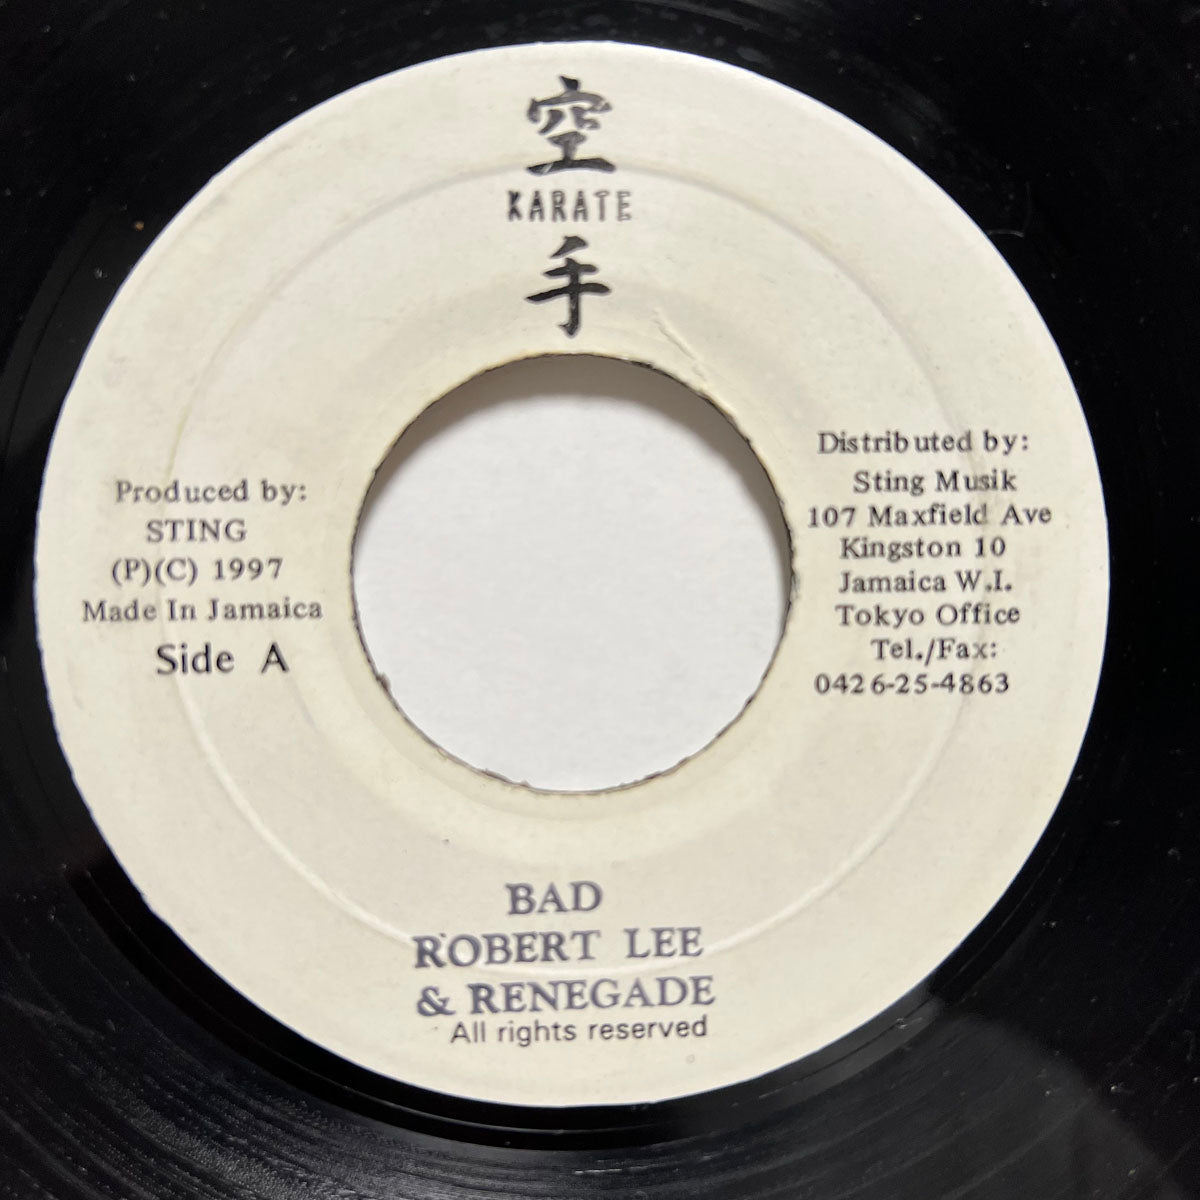 空
KARATE
手
Produced by:
STING
(P)(C) 1997
Made In Jamaica
Side A
Distributed by:
Sting Musik
107 Maxfield Ave
Kingston 10
Jamaica W.I.
Tokyo Office
Tel./Fax:
0426-25-4863
BAD
ROBERT LEE
& RENEGADE
All rights reserved